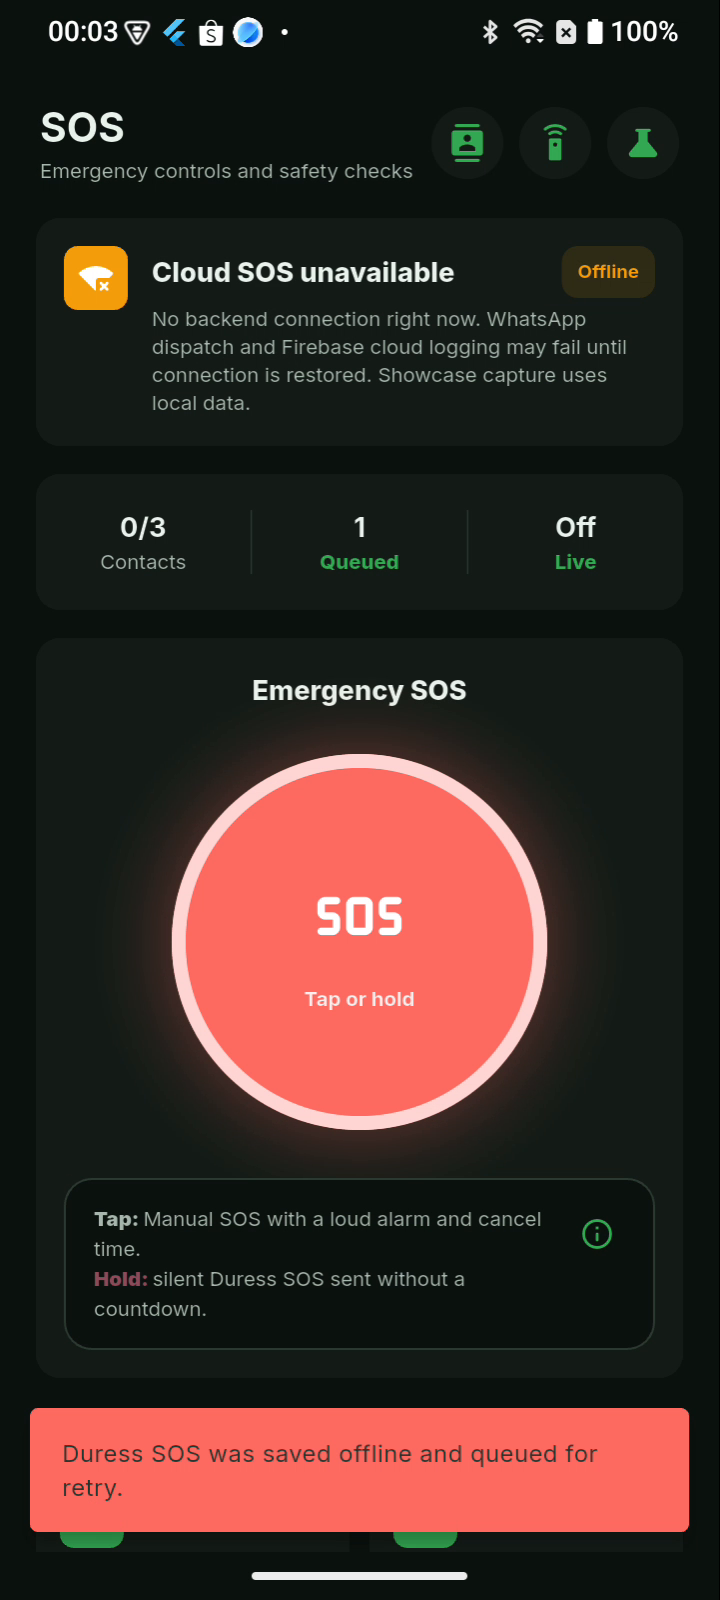 00:03
100%
SOS
Emergency controls and safety checks
Cloud SOS unavailable
Offline
No backend connection right now. WhatsApp
dispatch and Firebase cloud logging may fail until
connection is restored. Showcase capture uses
local data.
0/3
Contacts
1
Queued
Off
Live
Emergency SOS
SOS
Tap or hold
Tap: Manual SOS with a loud alarm and cancel
time.
Hold: silent Duress SOS sent without a
countdown.
Duress SOS was saved offline and queued for
retry.